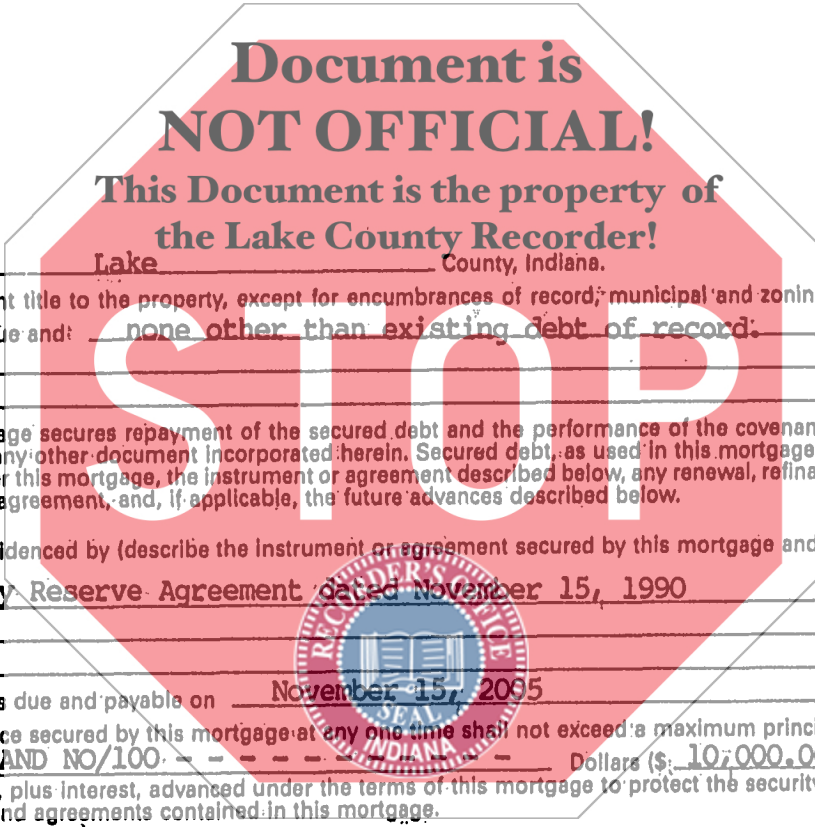 Document is
NOT OFFICIAL!
This Document is the property of
the Lake County Recorder!
Lake County, Indiana.
nt title to the property, except for encumbrances of record, municipal and zonin
ue and: none other than existing debt of record.
STOP
age secures repayment of the secured debt and the performance of the covenan
ny other document incorporated herein. Secured debt, as used in this mortgage
r this mortgage, the instrument or agreement described below, any renewal, refina
agreement, and, if applicable, the future advances described below.
idenced by (describe the instrument or agreement secured by this mortgage and
y Reserve Agreement dated November 15, 1990
RECORDER'S OFFICE
s due and payable on November 15, 2005
SEAL
ce secured by this mortgage at any one time shall not exceed a maximum princi
INDIANA
AND NO/100 - - - - - - - - - - Dollars ($ 10,000.0
, plus interest, advanced under the terms of this mortgage to protect the security
nd agreements contained in this mortgage.